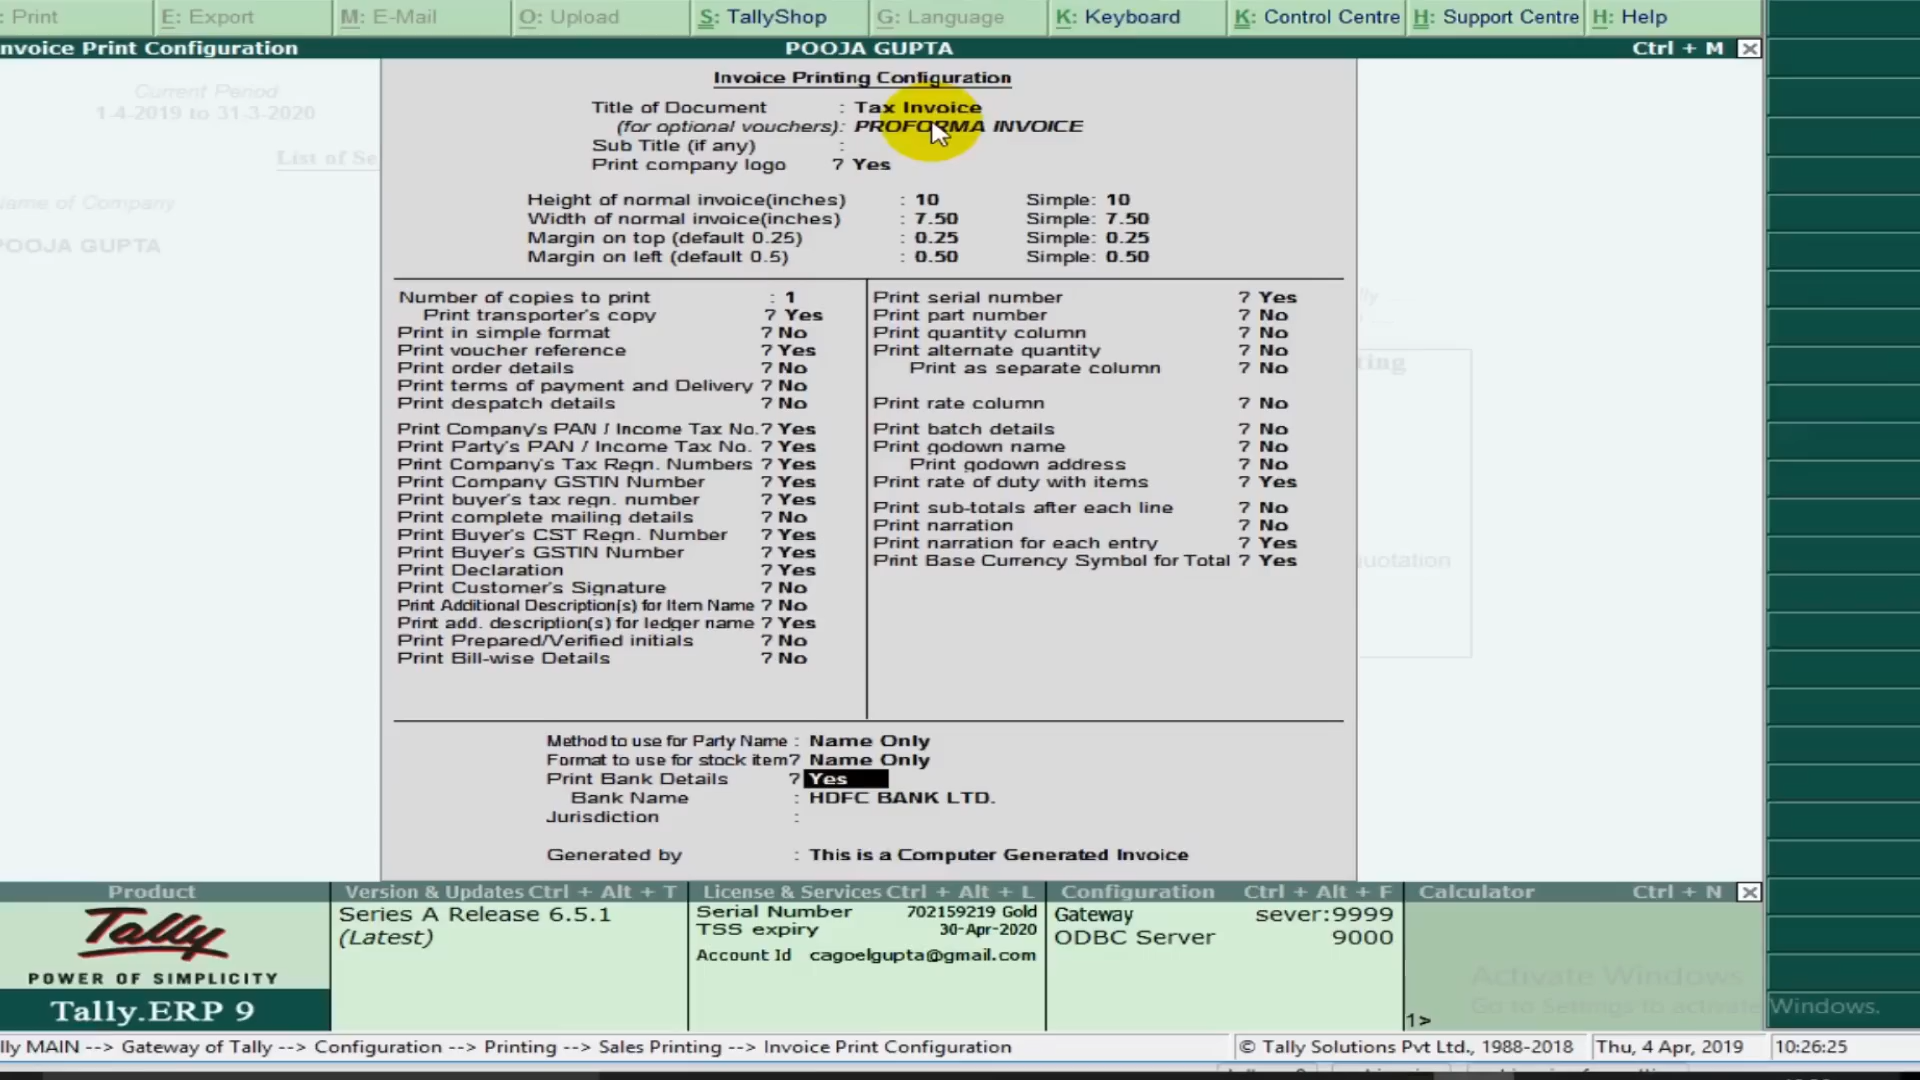 : Print E: Export M: E-Mail O: Upload S: TallyShop G: Language K: Keyboard K: Control Centre H: Support Centre H: Help
nvoice Print Configuration POOJA GUPTA Ctrl + M
Current Period
1-4-2019 to 31-3-2020
List of Se
ame of Company
POOJA GUPTA
Invoice Printing Configuration
Title of Document : Tax Invoice
(for optional vouchers): PROFORMA INVOICE
Sub Title (if any) :
Print company logo ? Yes
Height of normal invoice(inches) : 10 Simple: 10
Width of normal invoice(inches) : 7.50 Simple: 7.50
Margin on top (default 0.25) : 0.25 Simple: 0.25
Margin on left (default 0.5) : 0.50 Simple: 0.50
Number of copies to print : 1
Print transporter's copy ? Yes
Print in simple format ? No
Print voucher reference ? Yes
Print order details ? No
Print terms of payment and Delivery ? No
Print despatch details ? No
Print Company's PAN / Income Tax No. ? Yes
Print Party's PAN / Income Tax No. ? Yes
Print Company's Tax Regn. Numbers ? Yes
Print Company GSTIN Number ? Yes
Print buyer's tax regn. number ? Yes
Print complete mailing details ? No
Print Buyer's CST Regn. Number ? Yes
Print Buyer's GSTIN Number ? Yes
Print Declaration ? Yes
Print Customer's Signature ? No
Print Additional Description(s) for Item Name ? No
Print add. description(s) for ledger name ? Yes
Print Prepared/Verified initials ? No
Print Bill-wise Details ? No
Print serial number ? Yes
Print part number ? No
Print quantity column ? No
Print alternate quantity ? No
Print as separate column ? No
Print rate column ? No
Print batch details ? No
Print godown name ? No
Print godown address ? No
Print rate of duty with items ? Yes
Print sub-totals after each line ? No
Print narration ? No
Print narration for each entry ? Yes
Print Base Currency Symbol for Total ? Yes
ting
uotation
Method to use for Party Name : Name Only
Format to use for stock item? Name Only
Print Bank Details ? Yes
Bank Name : HDFC BANK LTD.
Jurisdiction :
Generated by : This is a Computer Generated Invoice
Product
Tally
POWER OF SIMPLICITY
Tally.ERP 9
Version & Updates Ctrl + Alt + T
Series A Release 6.5.1
(Latest)
License & Services Ctrl + Alt + L
Serial Number 702159219 Gold
TSS expiry 30-Apr-2020
Account Id cagoelgupta@gmail.com
Configuration Ctrl + Alt + F
Gateway sever:9999
ODBC Server 9000
Calculator Ctrl + N
1>
Activate Windows
Go to Settings to activate Windows.
lly MAIN --> Gateway of Tally --> Configuration --> Printing --> Sales Printing --> Invoice Print Configuration © Tally Solutions Pvt Ltd., 1988-2018 Thu, 4 Apr, 2019 10:26:25